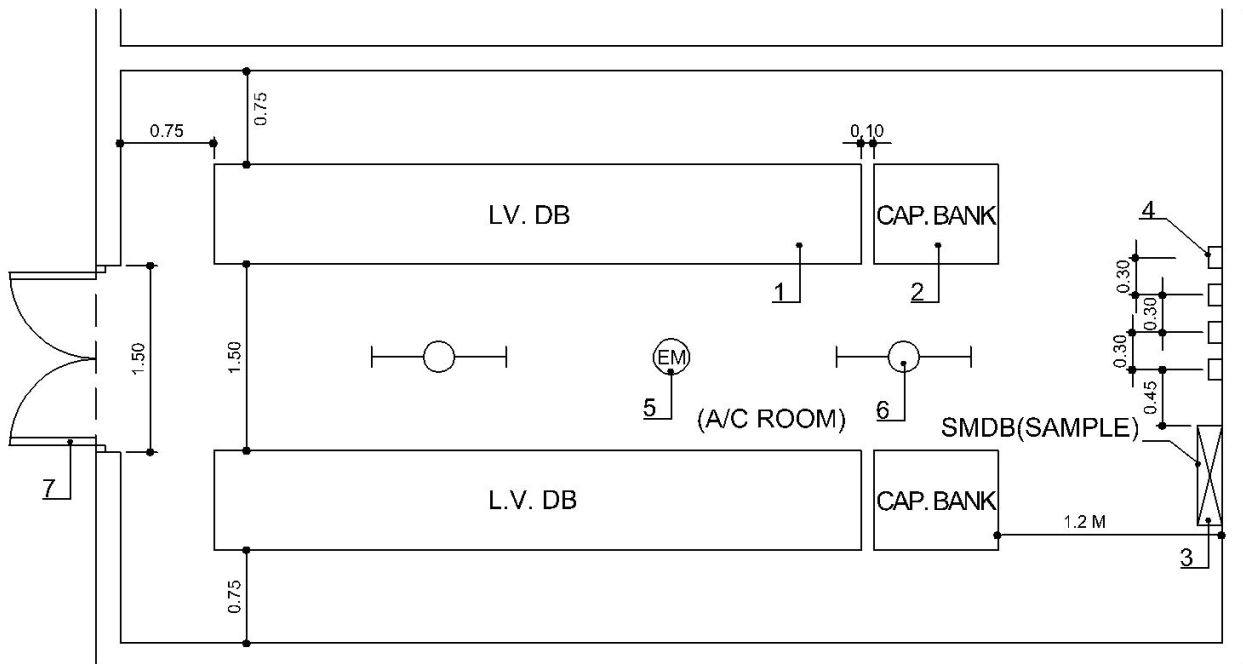 0.75
0.75
0.10
L.V. DB
CAP. BANK
1
2
4
0.30
0.30
0.30
0.45
1.50
1.50
EM
5
6
(A/C ROOM)
SMDB(SAMPLE)
7
L.V. DB
CAP. BANK
1.2 M
3
0.75